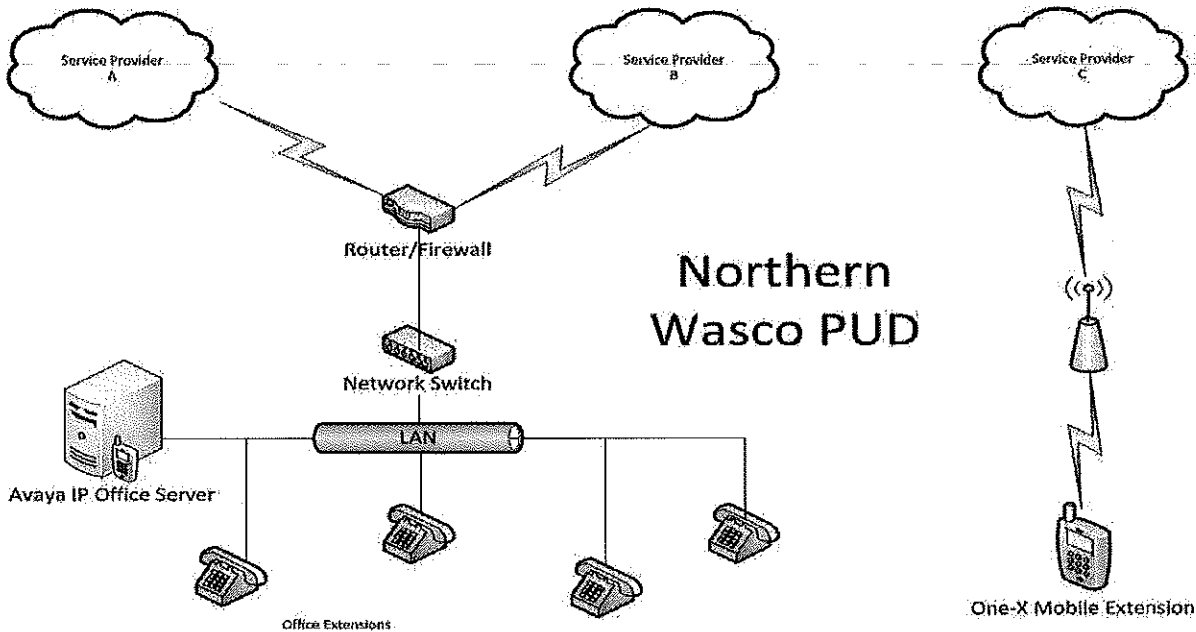 Service Provider
A
Service Provider
B
Service Provider
C
Router/Firewall
Northern
Wasco PUD
Network Switch
LAN
Avaya IP Office Server
Office Extensions
One-X Mobile Extension